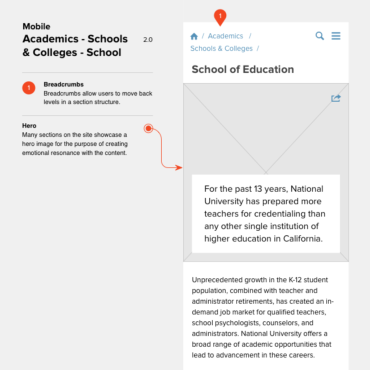 Mobile
Academics - Schools
& Colleges - School
2.0
1
Breadcrumbs
Breadcrumbs allow users to move back
levels in a section structure.
Hero
Many sections on the site showcase a
hero image for the purpose of creating
emotional resonance with the content.
1
/ Academics /
Schools & Colleges /
School of Education
For the past 13 years, National
University has prepared more
teachers for credentialing than
any other single institution of
higher education in California.
Unprecedented growth in the K-12 student
population, combined with teacher and
administrator retirements, has created an in-
demand job market for qualified teachers,
school psychologists, counselors, and
administrators. National University offers a
broad range of academic opportunities that
lead to advancement in these careers.